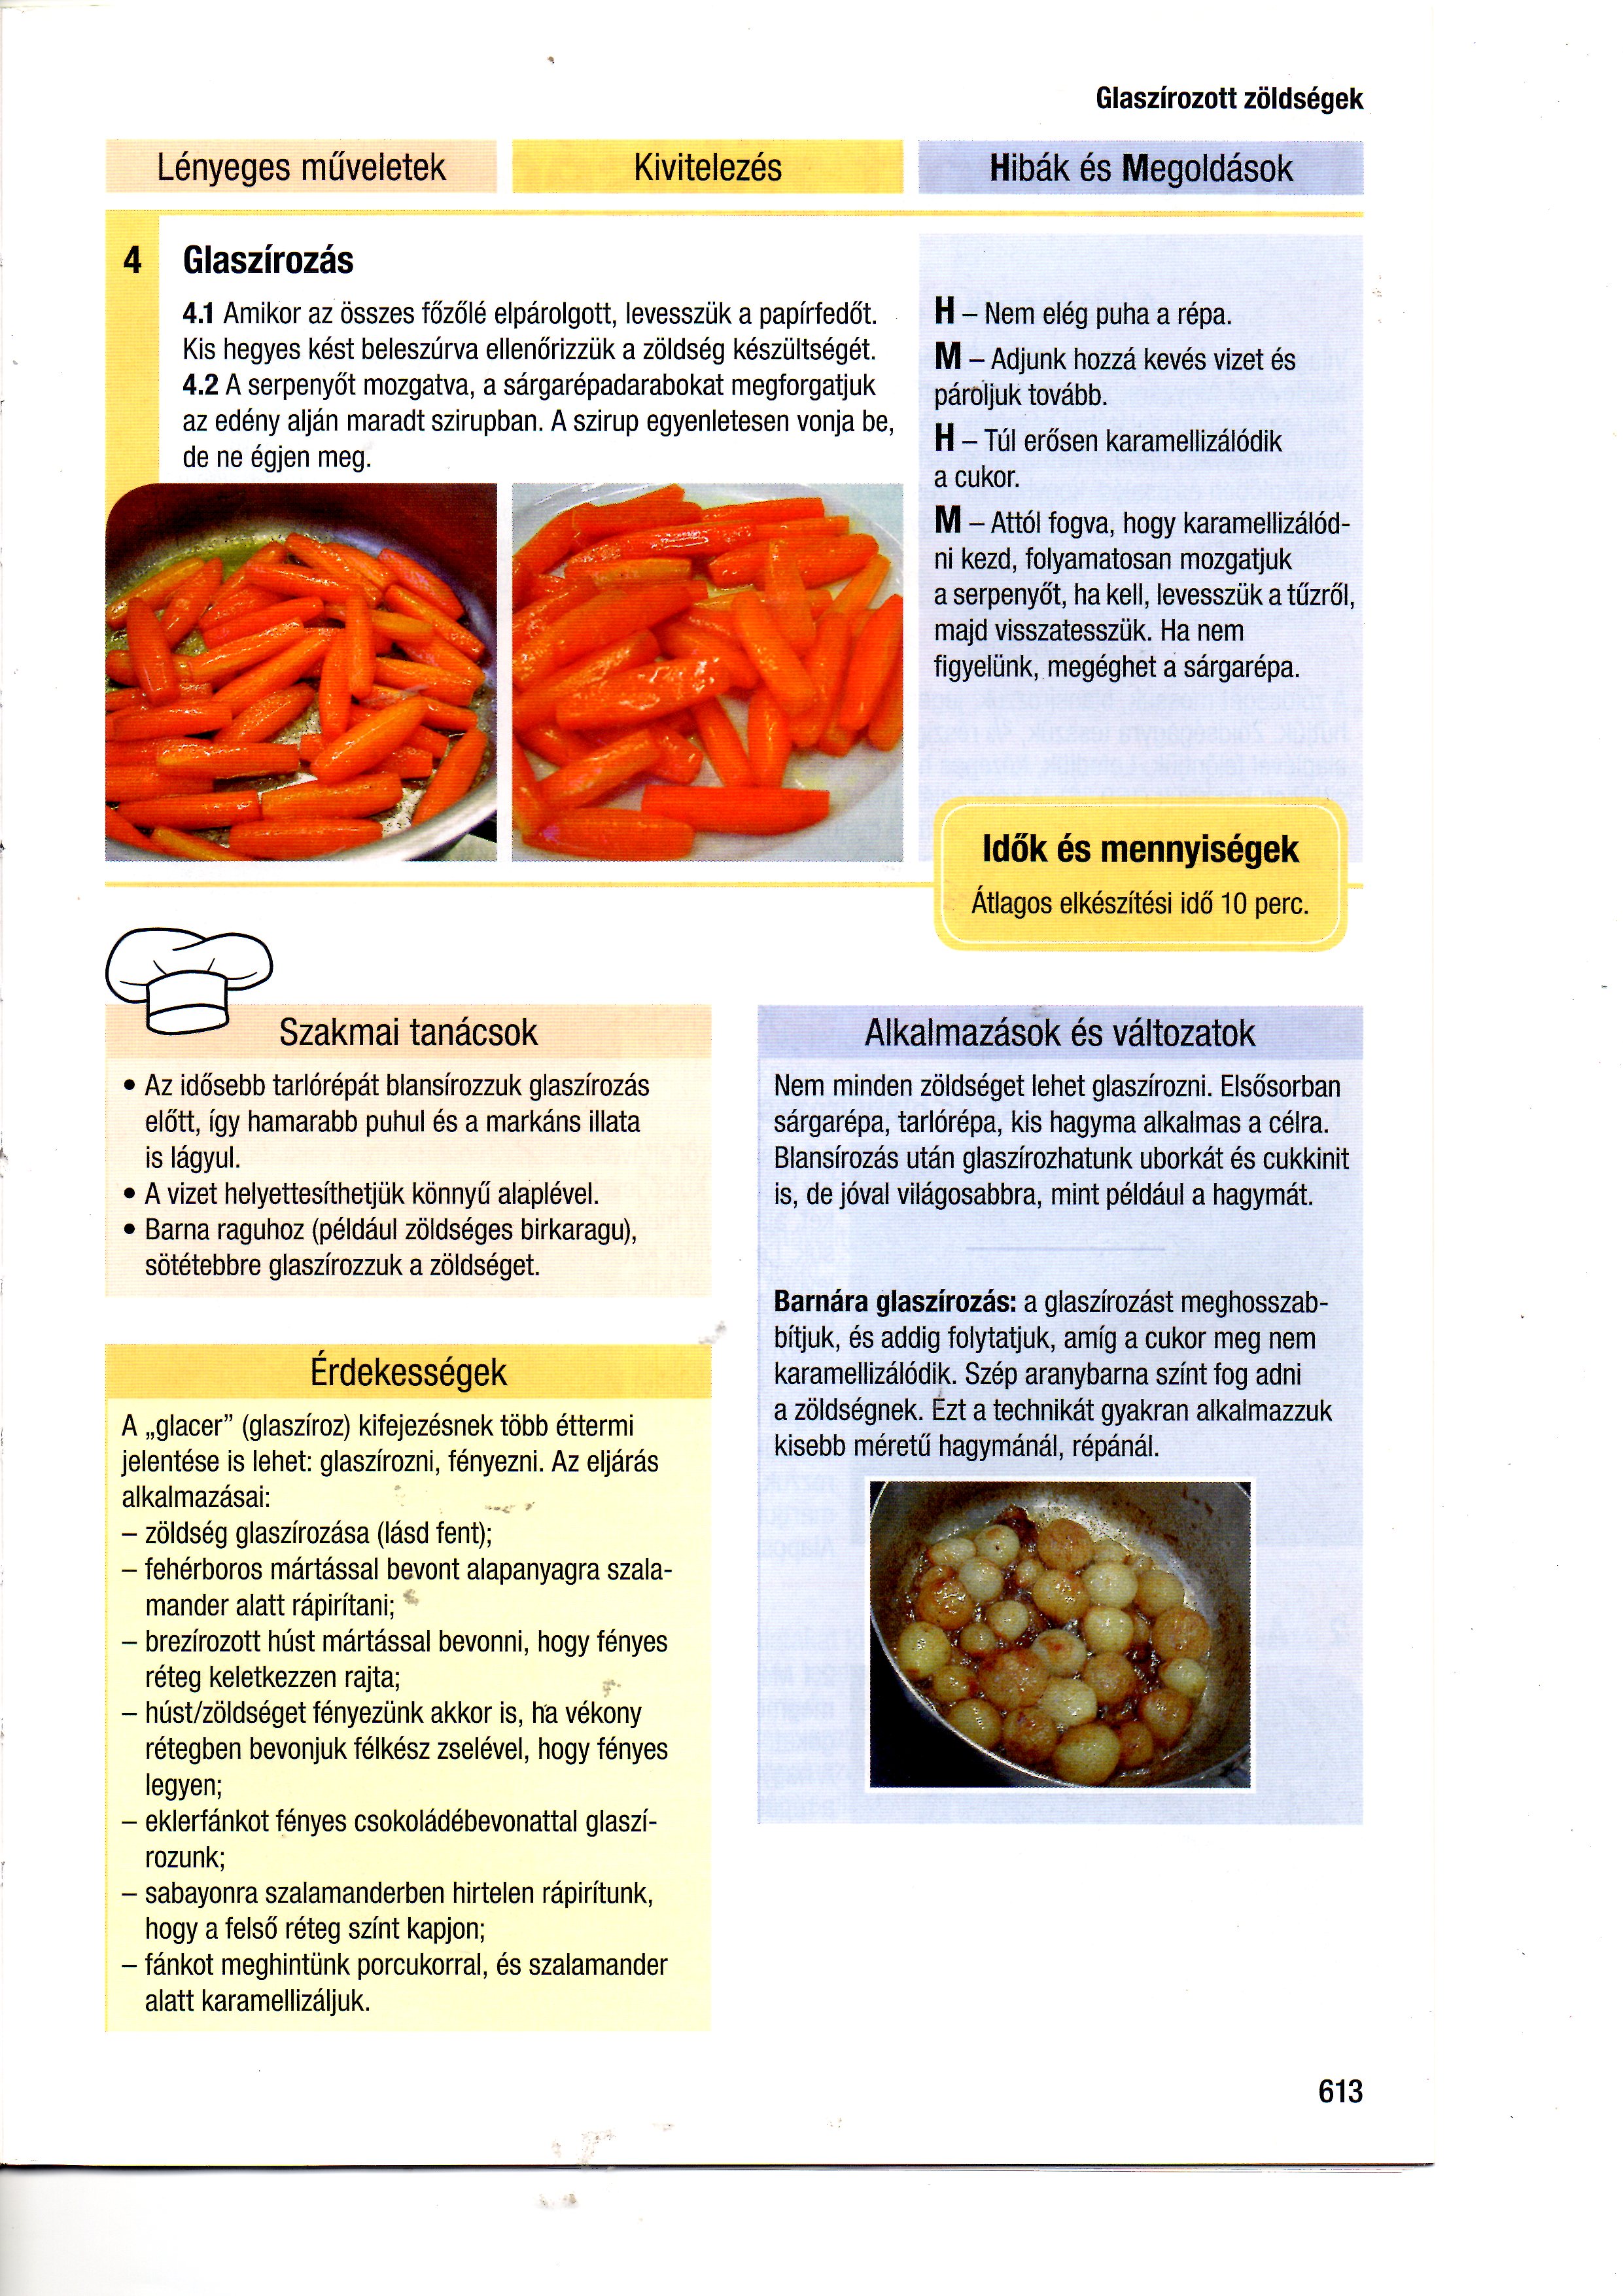 Glaszírozott zöldségek
Lényeges műveletek
Kivitelezés
Hibák és Megoldások
4 Glaszírozás
4.1 Amikor az összes főzőlé elpárolgott, levesszük a papírfedőt.
Kis hegyes kést beleszúrva ellenőrizzük a zöldség készültségét.
4.2 A serpenyőt mozgatva, a sárgarépadarabokat megforgatjuk
az edény alján maradt szirupban. A szirup egyenletesen vonja be,
de ne égjen meg.
H – Nem elég puha a répa.
M – Adjunk hozzá kevés vizet és
pároljuk tovább.
H – Túl erősen karamellizálódik
a cukor.
M – Attól fogva, hogy karamellizálód-
ni kezd, folyamatosan mozgatjuk
a serpenyőt, ha kell, levesszük a tűzről,
majd visszatesszük. Ha nem
figyelünk, megéghet a sárgarépa.
Idők és mennyiségek
Átlagos elkészítési idő 10 perc.
Szakmai tanácsok
• Az idősebb tarlórépát blansírozzuk glaszírozás
előtt, így hamarabb puhul és a markáns illata
is lágyul.
• A vizet helyettesíthetjük könnyű alaplével.
• Barna raguhoz (például zöldséges birkaragu),
sötétebbre glaszírozzuk a zöldséget.
Érdekességek
A „glacer” (glaszíroz) kifejezésnek több éttermi
jelentése is lehet: glaszírozni, fényezni. Az eljárás
alkalmazásai:
– zöldség glaszírozása (lásd fent);
– fehérboros mártással bevont alapanyagra szala-
mander alatt rápirítani;
– brezírozott húst mártással bevonni, hogy fényes
réteg keletkezzen rajta;
– húst/zöldséget fényezünk akkor is, ha vékony
rétegben bevonjuk félkész zselével, hogy fényes
legyen;
– eklerfánkot fényes csokoládébevonattal glaszí-
rozunk;
– sabayonra szalamanderben hirtelen rápirítunk,
hogy a felső réteg színt kapjon;
– fánkot meghintünk porcukorral, és szalamander
alatt karamellizáljuk.
Alkalmazások és változatok
Nem minden zöldséget lehet glaszírozni. Elsősorban
sárgarépa, tarlórépa, kis hagyma alkalmas a célra.
Blansírozás után glaszírozhatunk uborkát és cukkinit
is, de jóval világosabbra, mint például a hagymát.
Barnára glaszírozás: a glaszírozást meghosszab-
bítjuk, és addig folytatjuk, amíg a cukor meg nem
karamellizálódik. Szép aranybarna színt fog adni
a zöldségnek. Ezt a technikát gyakran alkalmazzuk
kisebb méretű hagymánál, répánál.
613